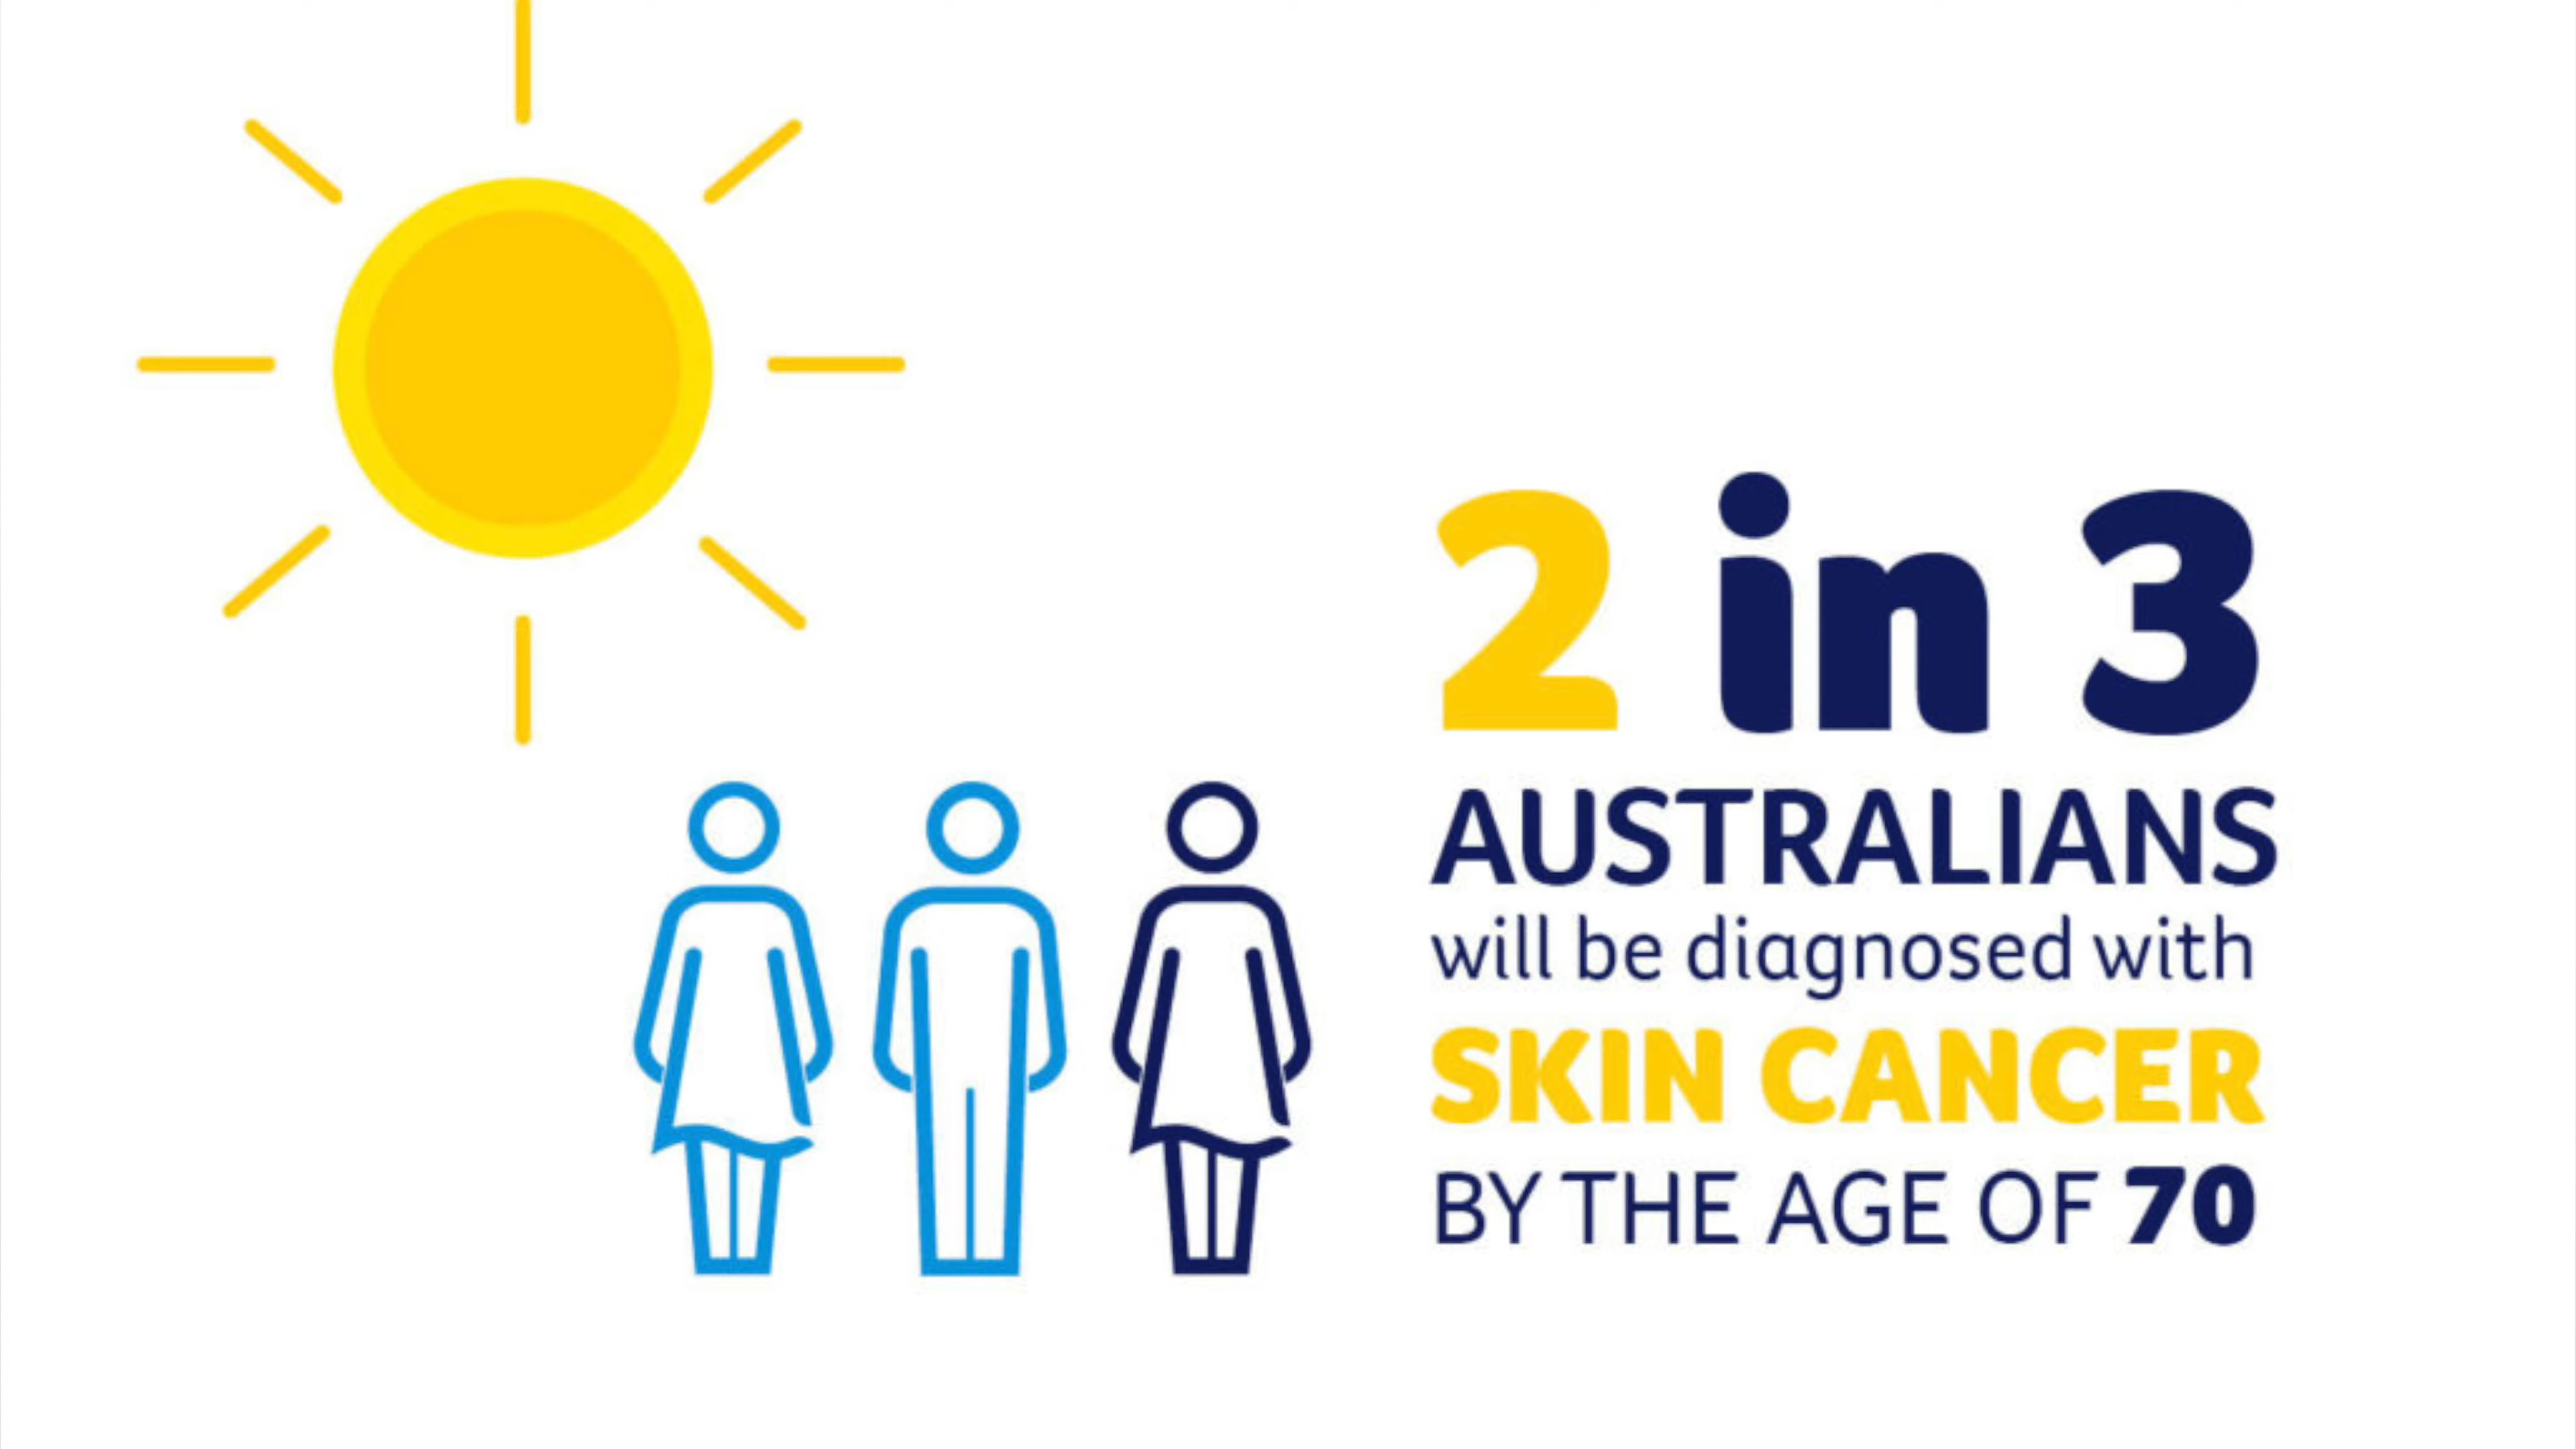 2 in 3
AUSTRALIANS
will be diagnosed with
SKIN CANCER
BY THE AGE OF 70